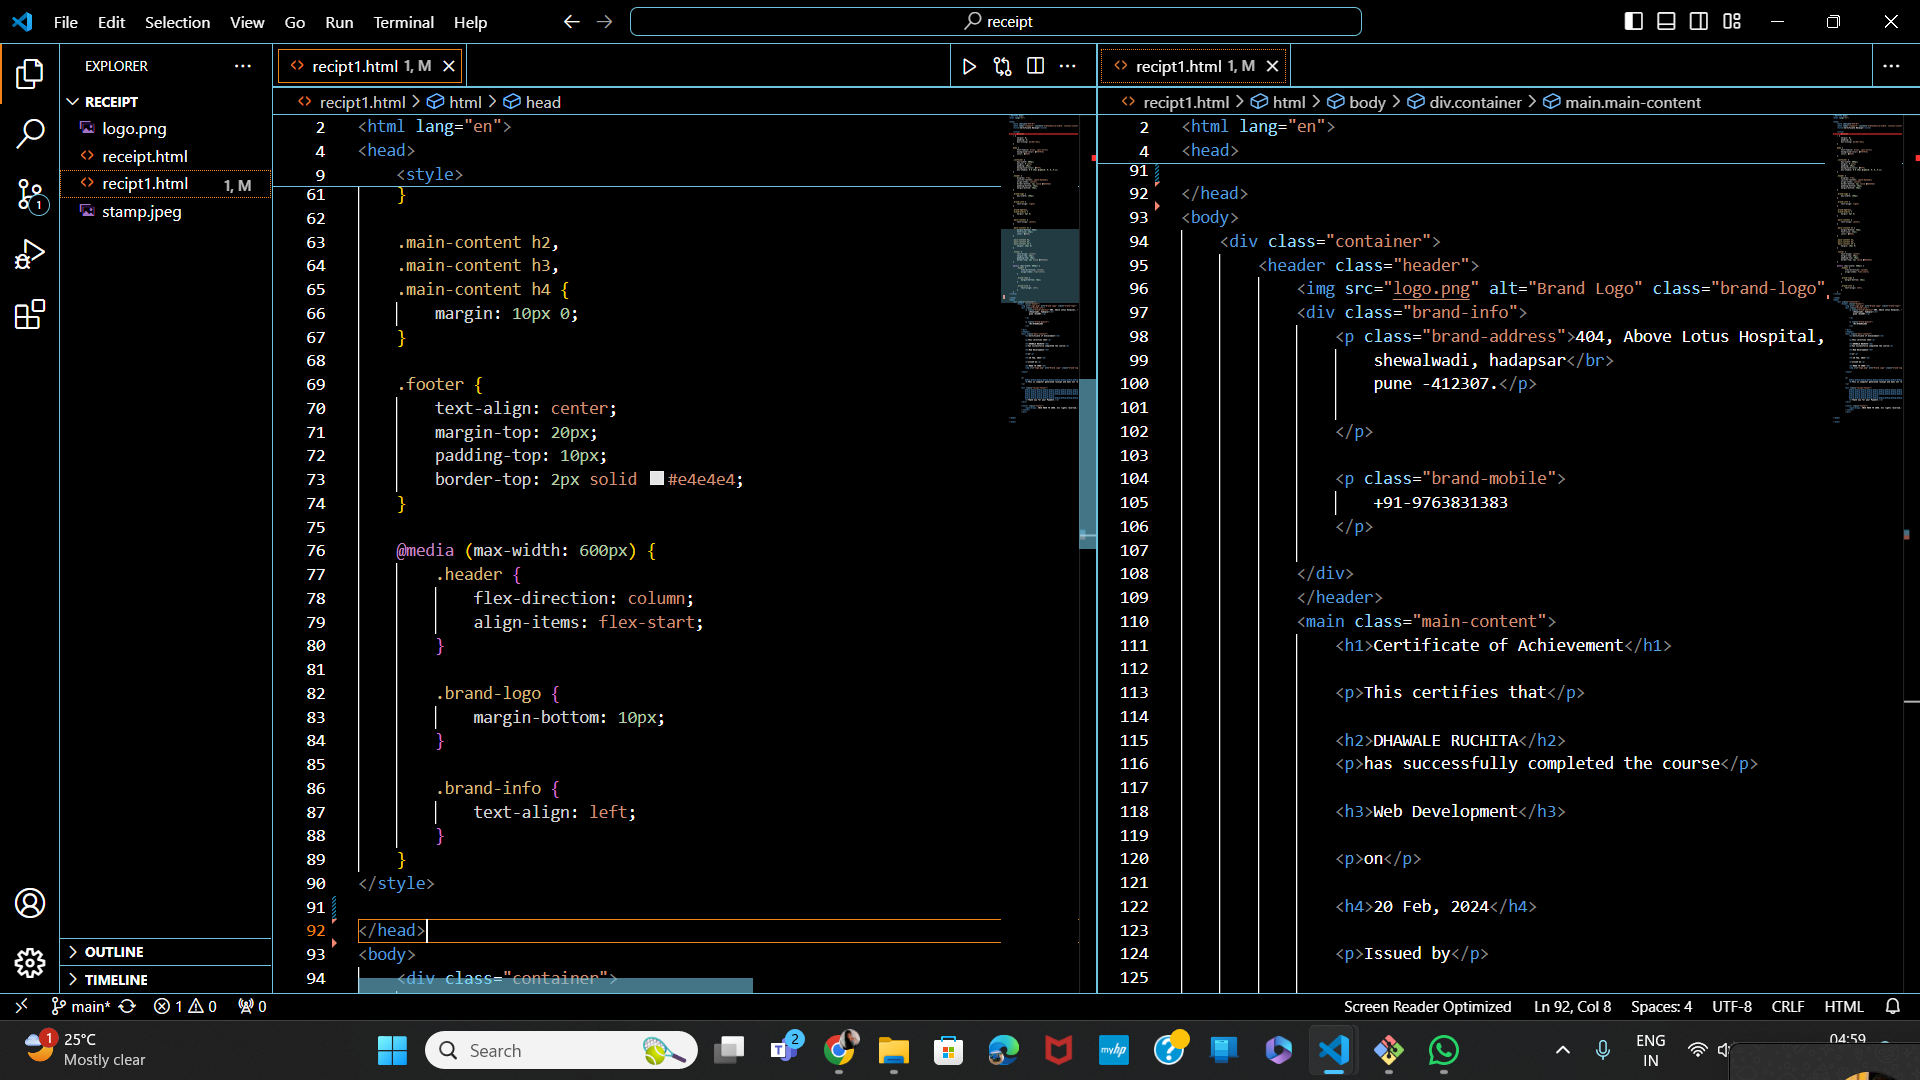 File Edit Selection View Go Run Terminal Help
receipt
EXPLORER
RECEIPT
logo.png
receipt.html
recipt1.html 1, M
stamp.jpeg
OUTLINE
TIMELINE
recipt1.html 1, M
recipt1.html > html > head
2 <html lang="en">
4 <head>
9 <style>
61 }
62
63 .main-content h2,
64 .main-content h3,
65 .main-content h4 {
66 margin: 10px 0;
67 }
68
69 .footer {
70 text-align: center;
71 margin-top: 20px;
72 padding-top: 10px;
73 border-top: 2px solid #e4e4e4;
74 }
75
76 @media (max-width: 600px) {
77 .header {
78 flex-direction: column;
79 align-items: flex-start;
80 }
81
82 .brand-logo {
83 margin-bottom: 10px;
84 }
85
86 .brand-info {
87 text-align: left;
88 }
89 }
90 </style>
91
92 </head>
93 <body>
94 <div class="container">
recipt1.html 1, M
recipt1.html > html > body > div.container > main.main-content
2 <html lang="en">
4 <head>
91
92 </head>
93 <body>
94 <div class="container">
95 <header class="header">
96 <img src="logo.png" alt="Brand Logo" class="brand-logo"
97 <div class="brand-info">
98 <p class="brand-address">404, Above Lotus Hospital,
99 shewalwadi, hadapsar</br>
100 pune -412307.</p>
101
102 </p>
103
104 <p class="brand-mobile">
105 +91-9763831383
106 </p>
107
108 </div>
109 </header>
110 <main class="main-content">
111 <h1>Certificate of Achievement</h1>
112
113 <p>This certifies that</p>
114
115 <h2>DHAWALE RUCHITA</h2>
116 <p>has successfully completed the course</p>
117
118 <h3>Web Development</h3>
119
120 <p>on</p>
121
122 <h4>20 Feb, 2024</h4>
123
124 <p>Issued by</p>
125
1
main* 1 0 0
Screen Reader Optimized Ln 92, Col 8 Spaces: 4 UTF-8 CRLF HTML
1
25°C
Mostly clear
Search
2
myhp
ENG
IN
04:59